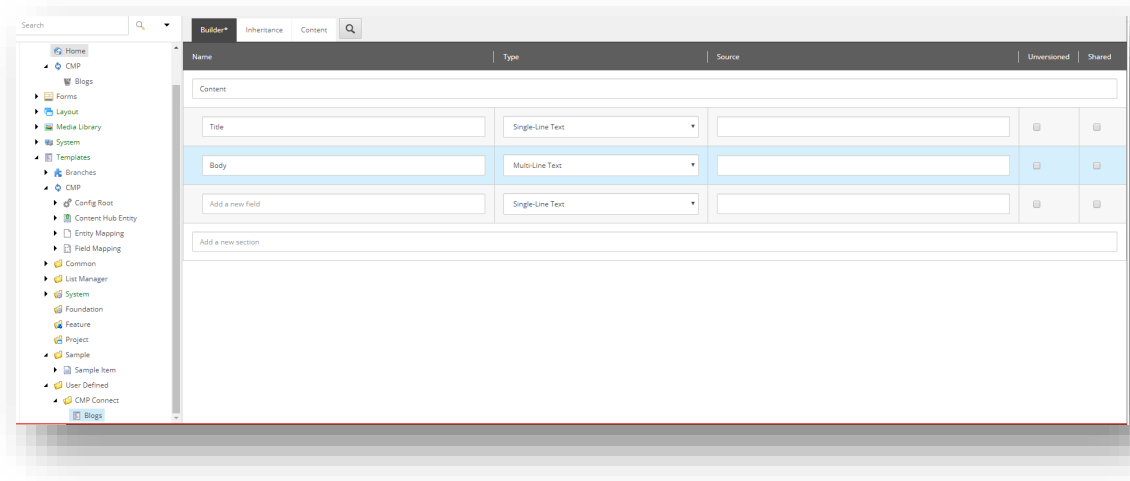 Search
Builder* Inheritance Content
Home
CMP
Blogs
Forms
Layout
Media Library
System
Templates
Branches
CMP
Config Root
Content Hub Entity
Entity Mapping
Field Mapping
Common
List Manager
System
Foundation
Feature
Project
Sample
Sample Item
User Defined
CMP Connect
Blogs
Name Type Source Unversioned Shared
Content
Title Single-Line Text
Body Multi-Line Text
Add a new field Single-Line Text
Add a new section